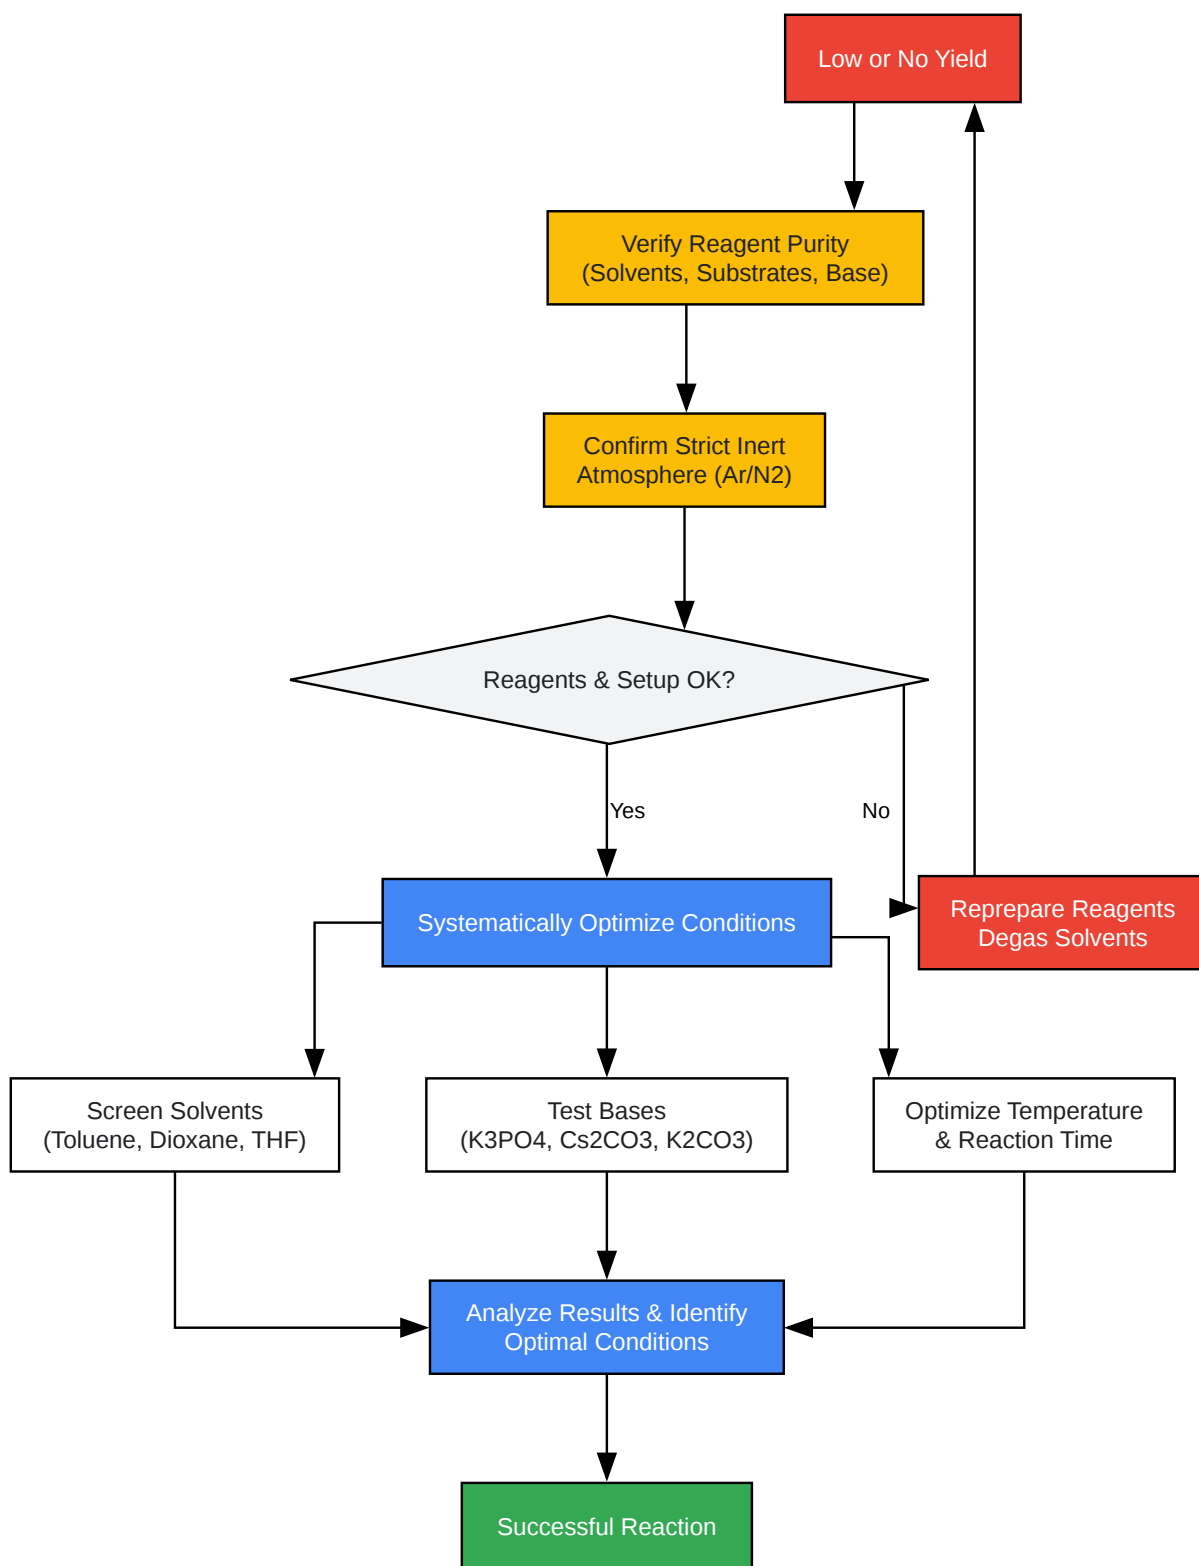 Low or No Yield
Verify Reagent Purity
(Solvents, Substrates, Base)
Confirm Strict Inert
Atmosphere (Ar/N2)
Reagents & Setup OK?
Yes
No
Systematically Optimize Conditions
Reprepare Reagents
Degas Solvents
Screen Solvents
(Toluene, Dioxane, THF)
Test Bases
(K3PO4, Cs2CO3, K2CO3)
Optimize Temperature
& Reaction Time
Analyze Results & Identify
Optimal Conditions
Successful Reaction